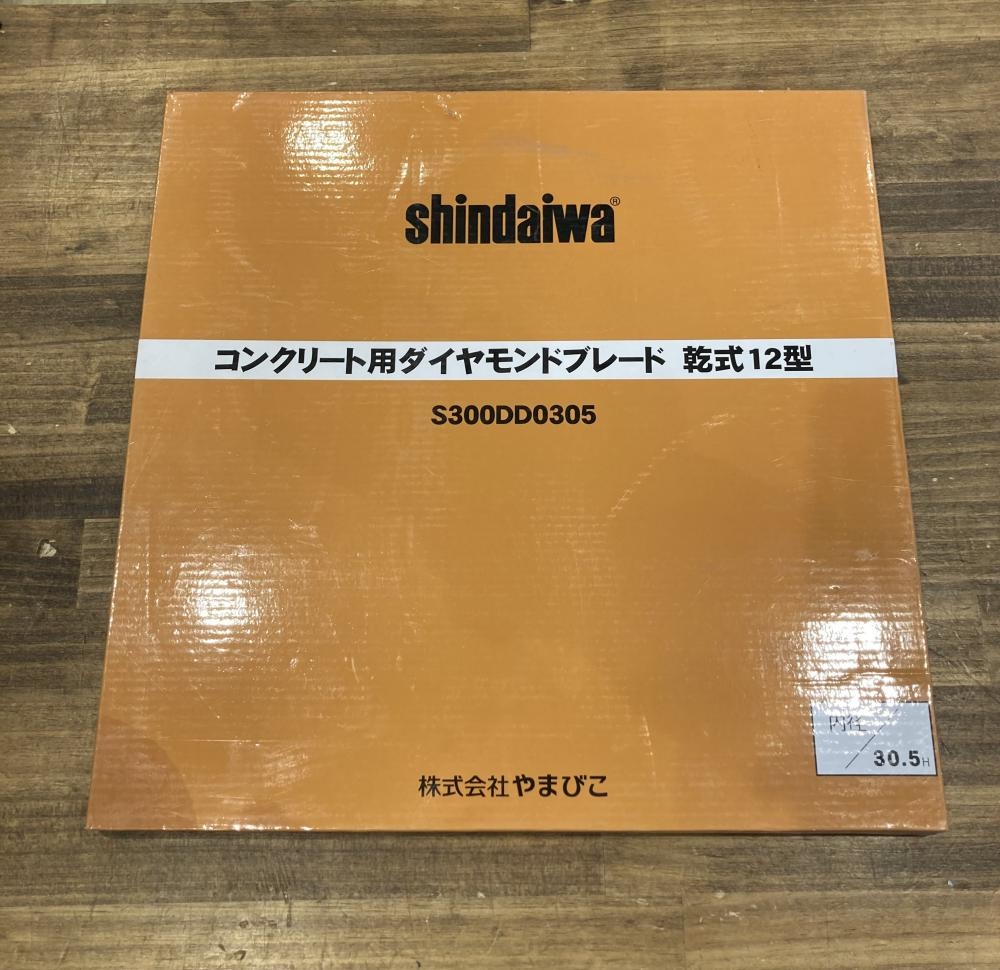 shindaiwa®
コンクリート用ダイヤモンドブレード 乾式12型
S300DD0305
内径
30.5H
株式会社やまびこ